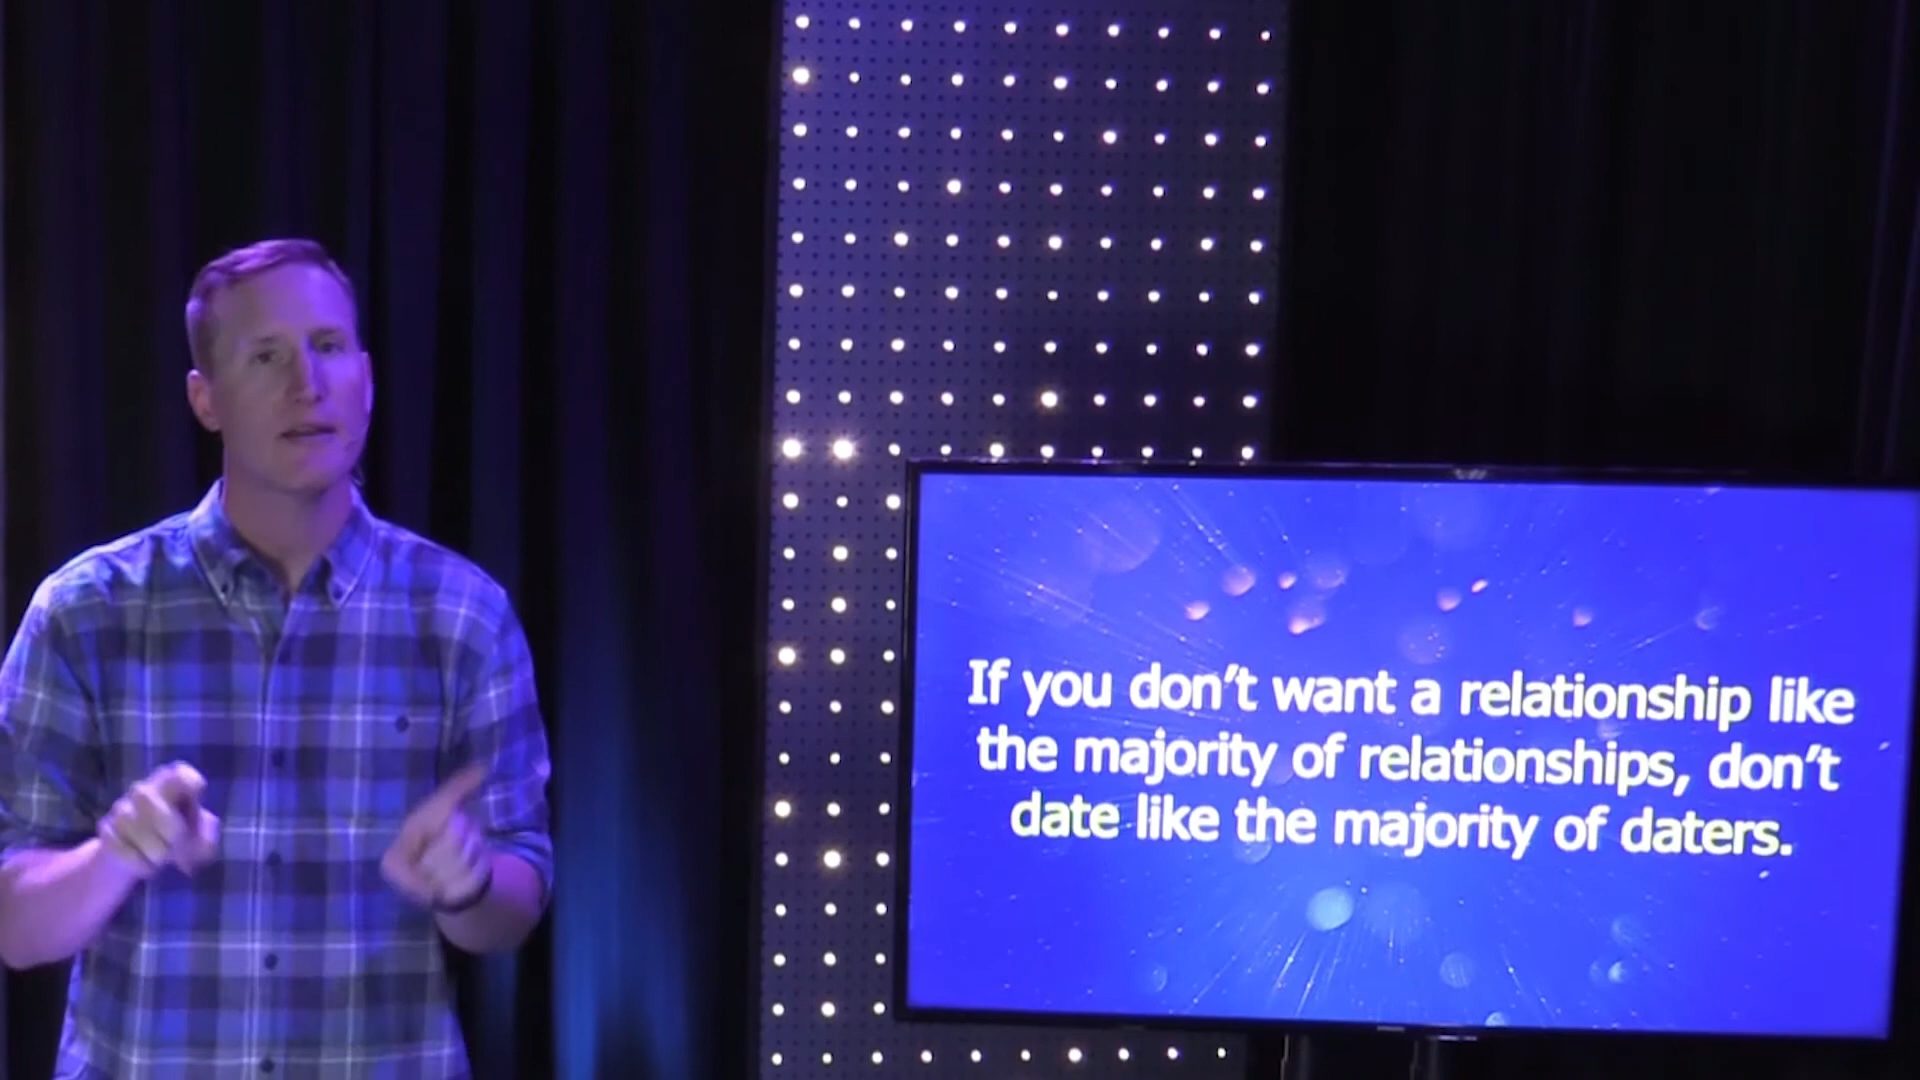 If you don’t want a relationship like
the majority of relationships, don’t
date like the majority of daters.